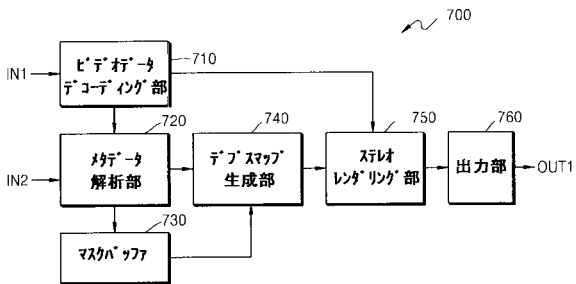 700
IN1
ビデオデータ
デコーディング部
710
IN2
メタデータ
解析部
720
マスクバッファ
730
デプスマップ
生成部
740
ステレオ
レンダリング部
750
出力部
760
OUT1